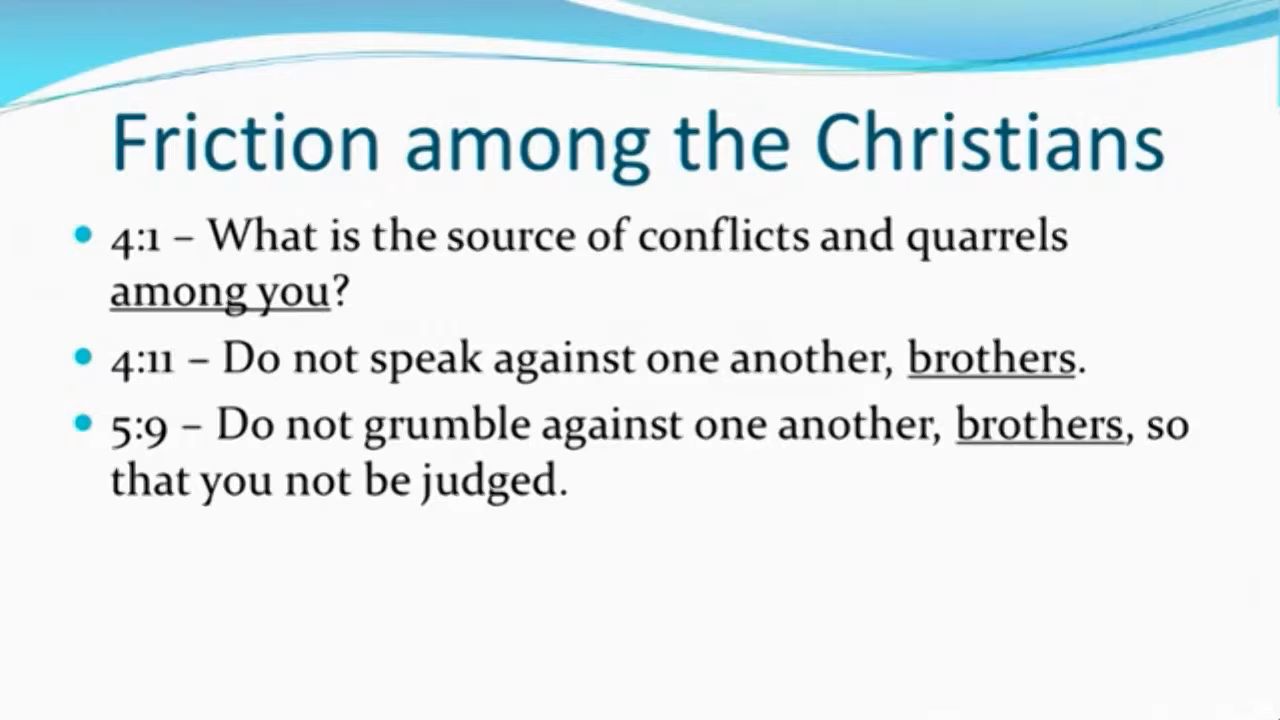 Friction among the Christians
• 4:1 – What is the source of conflicts and quarrels
among you?
• 4:11 – Do not speak against one another, brothers.
• 5:9 – Do not grumble against one another, brothers, so
that you not be judged.